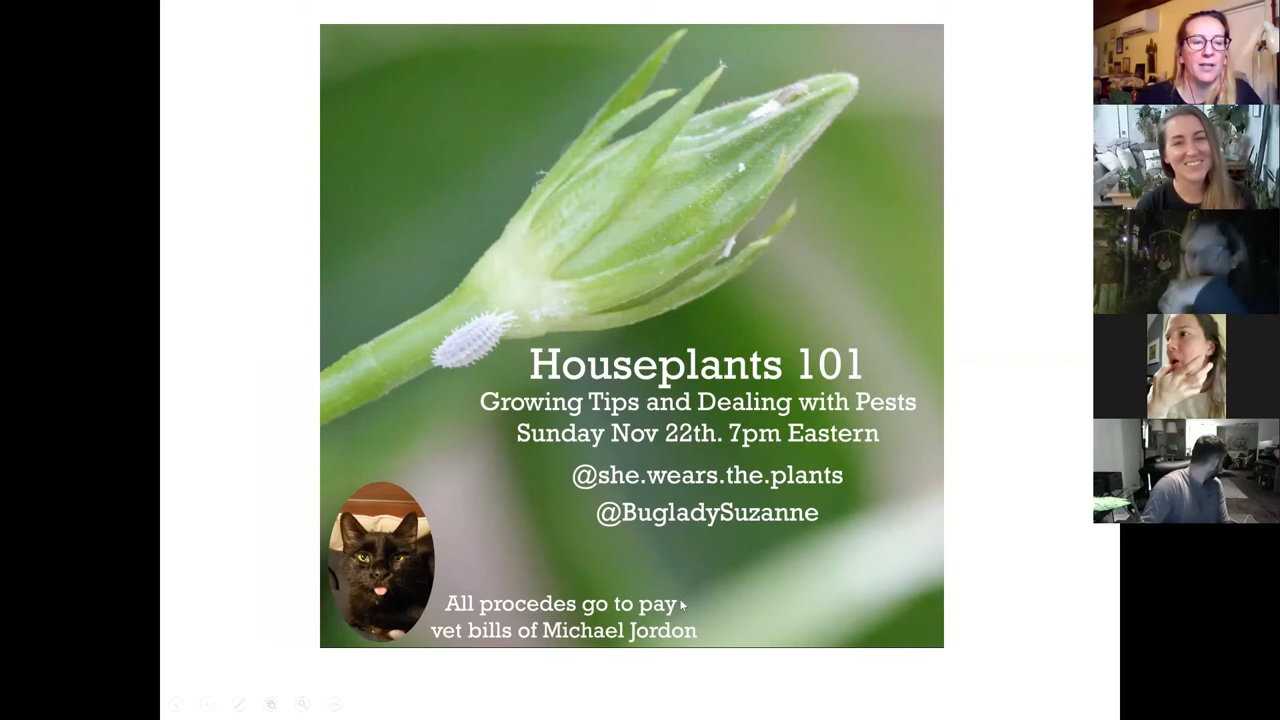 Houseplants 101
Growing Tips and Dealing with Pests
Sunday Nov 22th. 7pm Eastern
@she.wears.the.plants
@BugladySuzanne
All procedes go to pay
vet bills of Michael Jordon